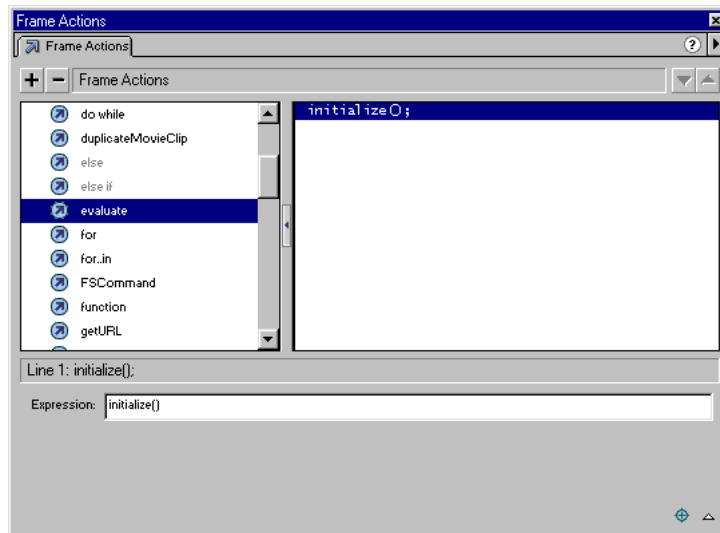 Frame Actions
Frame Actions
?
+ - Frame Actions
do while
duplicateMovieClip
else
else if
evaluate
for
for..in
FSCommand
function
getURL
initialize();
Line 1: initialize();
Expression: initialize()